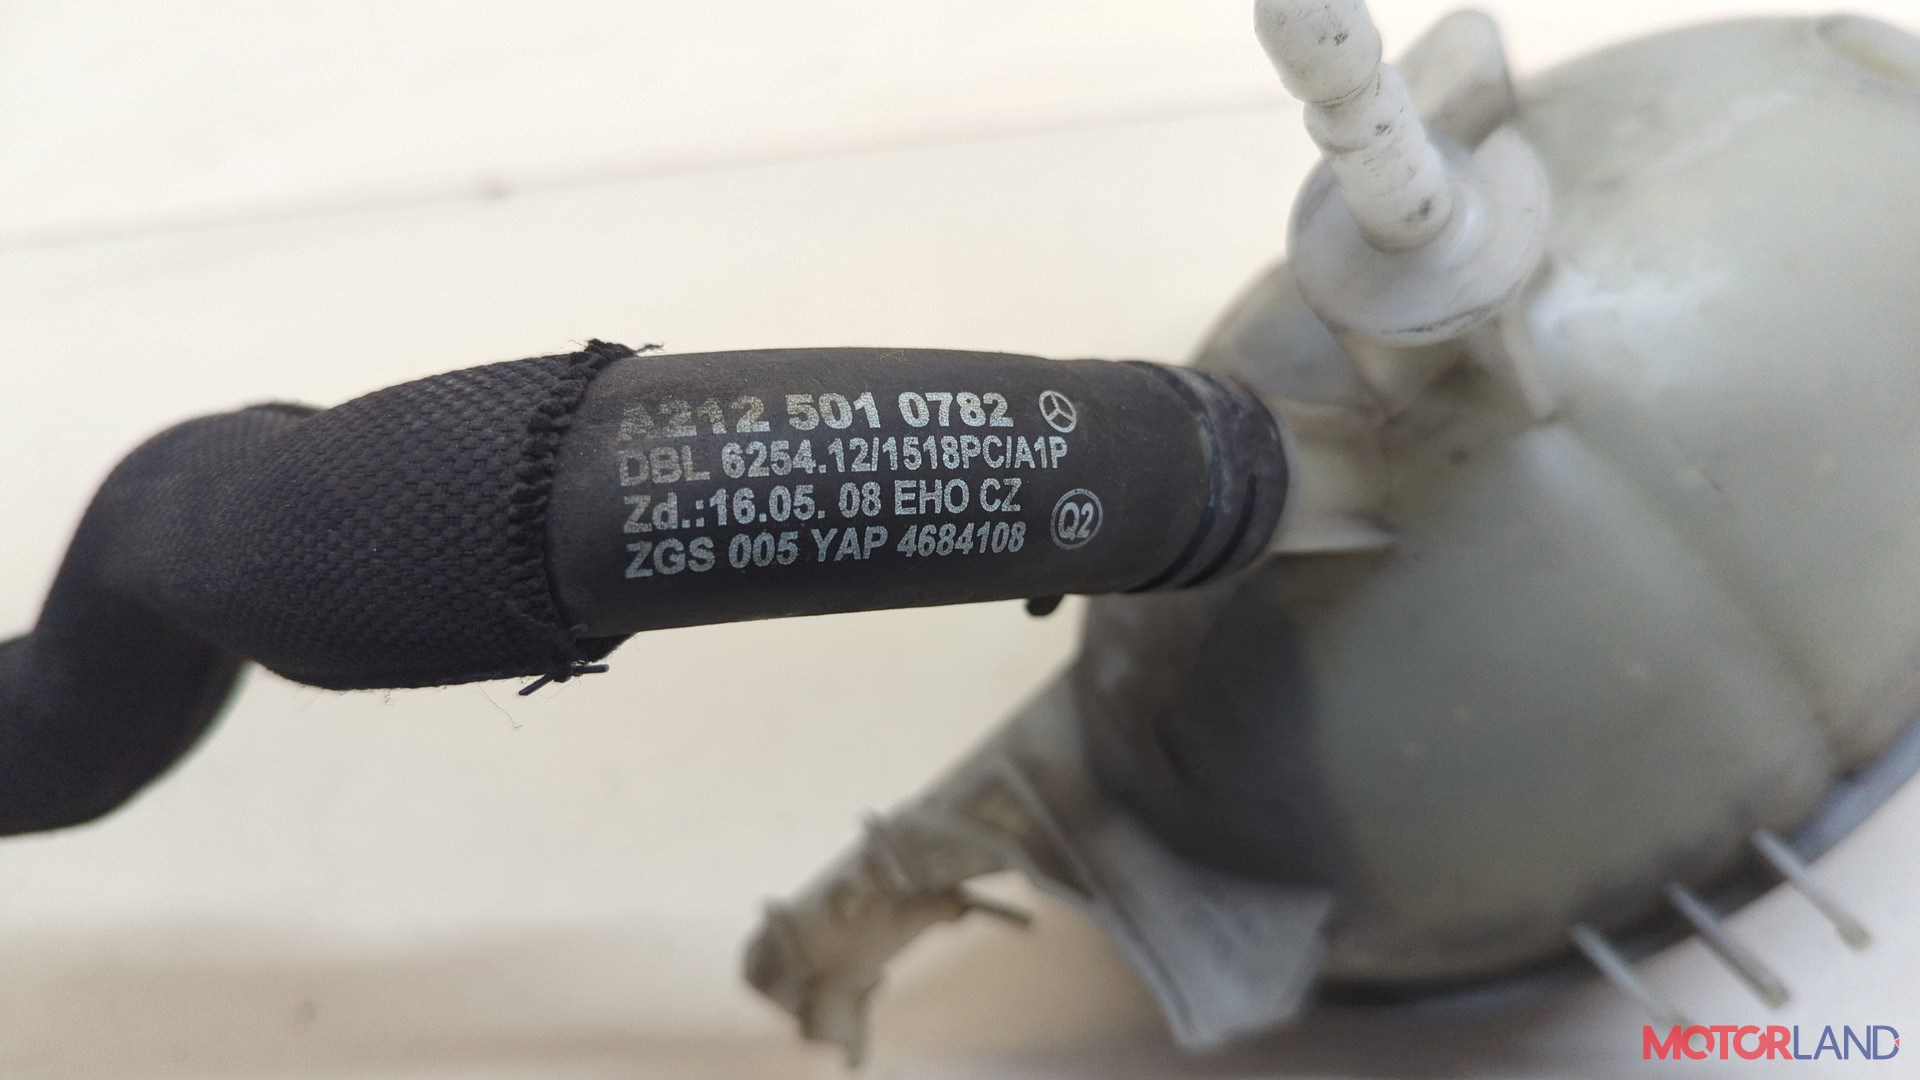 A212 501 0782
DBL 6254.12/1518PC/A1P
Zd.:16.05. 08 EHO CZ
ZGS 005 YAP 4684108
Q2
MOTORLAND